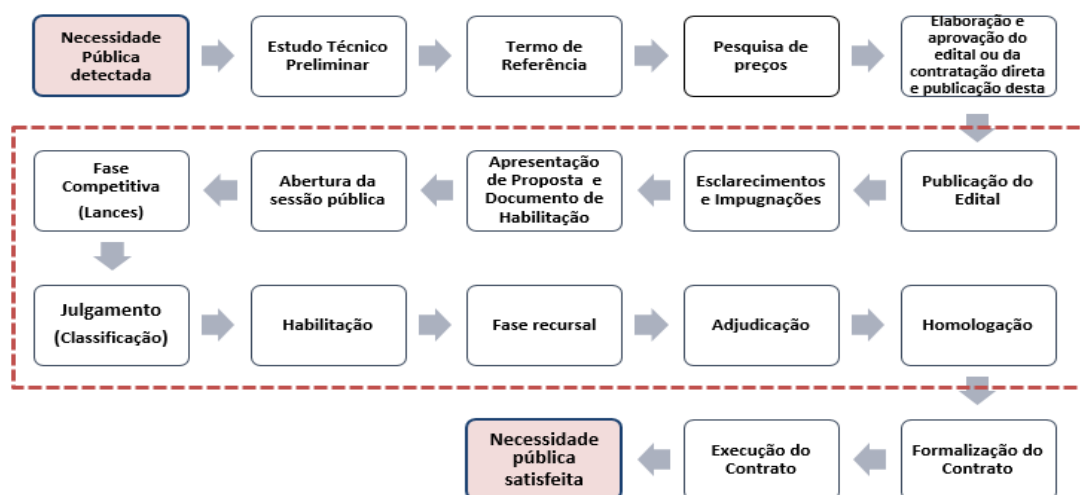 Necessidade
Pública
detectada
Estudo Técnico
Preliminar
Termo de
Referência
Pesquisa de
preços
Elaboração e
aprovação do
edital ou da
contratação direta
e publicação desta
Publicação do
Edital
Esclarecimentos
e Impugnações
Apresentação
de Proposta e
Documento de
Habilitação
Abertura da
sessão pública
Fase
Competitiva
(Lances)
Julgamento
(Classificação)
Habilitação
Fase recursal
Adjudicação
Homologação
Formalização do
Contrato
Execução do
Contrato
Necessidade
pública
satisfeita